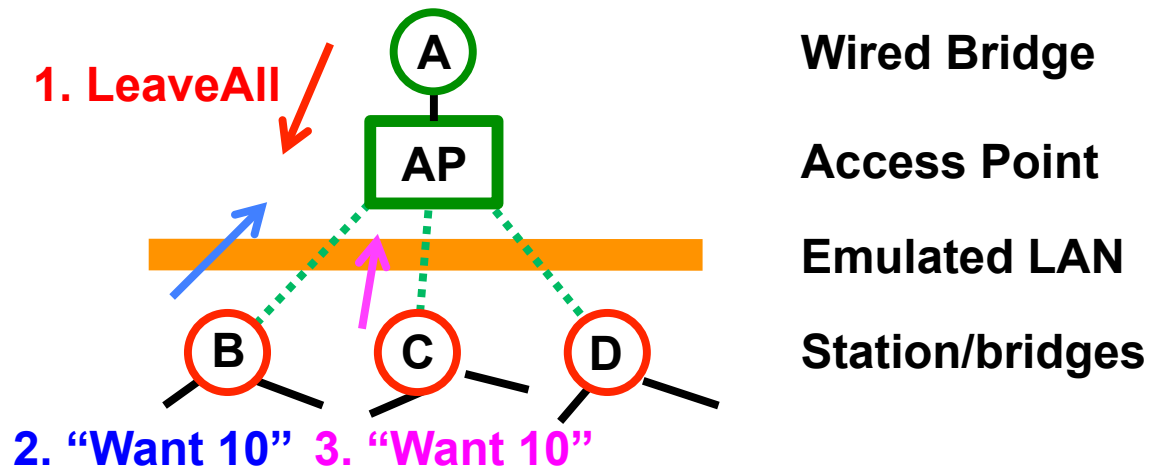 A
Wired Bridge
1. LeaveAll
AP
Access Point
Emulated LAN
B
C
D
Station/bridges
2. “Want 10”
3. “Want 10”